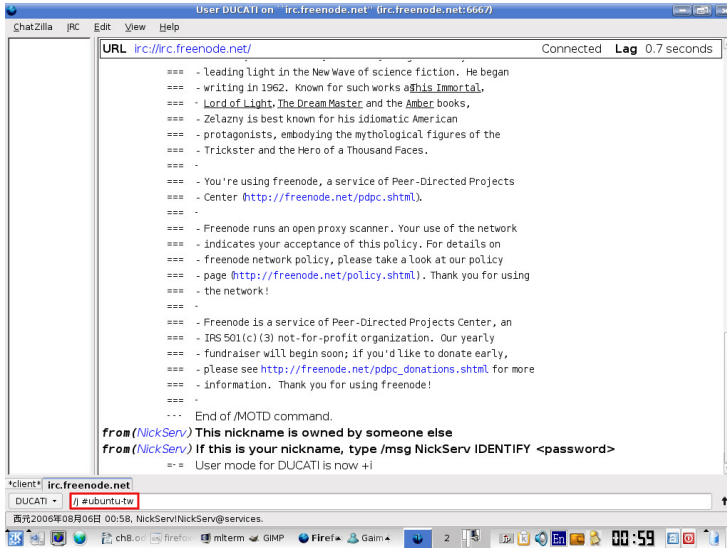 User DUCATI on ``irc.freenode.net'' (irc.freenode.net:6667)
ChatZilla IRC Edit View Help
URL irc://irc.freenode.net/ Connected Lag 0.7 seconds
=== - leading light in the New Wave of science fiction. He began
=== - writing in 1962. Known for such works as This Immortal,
=== - Lord of Light, The Dream Master and the Amber books,
=== - Zelazny is best known for his idiomatic American
=== - protagonists, embodying the mythological figures of the
=== - Trickster and the Hero of a Thousand Faces.
=== -
=== - You're using freenode, a service of Peer-Directed Projects
=== - Center (http://freenode.net/pdpc.shtml).
=== -
=== - Freenode runs an open proxy scanner. Your use of the network
=== - indicates your acceptance of this policy. For details on
=== - freenode network policy, please take a look at our policy
=== - page (http://freenode.net/policy.shtml). Thank you for using
=== - the network!
=== -
=== - Freenode is a service of Peer-Directed Projects Center, an
=== - IRS 501(c)(3) not-for-profit organization. Our yearly
=== - fundraiser will begin soon; if you'd like to donate early,
=== - please see http://freenode.net/pdpc_donations.shtml for more
=== - information. Thank you for using freenode!
=== -
--- End of /MOTD command.
from(NickServ) This nickname is owned by someone else
from(NickServ) If this is your nickname, type /msg NickServ IDENTIFY <password>
=-= User mode for DUCATI is now +i
*client* irc.freenode.net
DUCATI /j #ubuntu-tw
西元2006年08月06日 00:58, NickServ!NickServ@services.
ch8.od firefox mlterm GIMP Firef Gaim 2 En 00:59